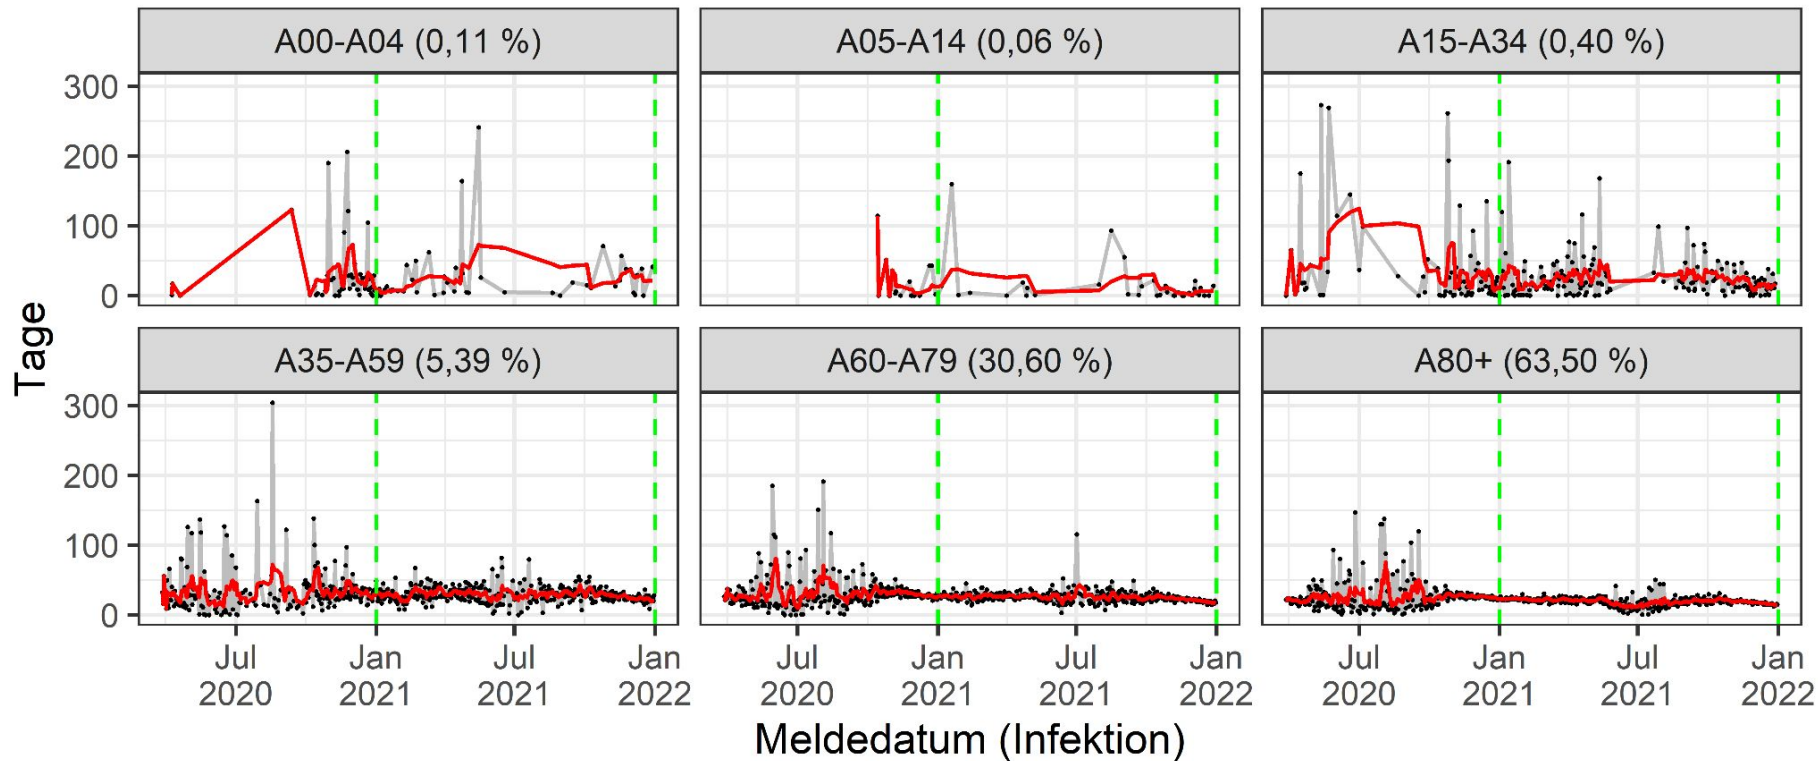 A00-A04 (0,11 %)
A05-A14 (0,06 %)
A15-A34 (0,40 %)
300
200
100
0
A35-A59 (5,39 %)
A60-A79 (30,60 %)
A80+ (63,50 %)
300
200
100
0
Tage
Jul Jan Jul Jan
2020 2021 2021 2022
Jul Jan Jul Jan
2020 2021 2021 2022
Jul Jan Jul Jan
2020 2021 2021 2022
Meldedatum (Infektion)